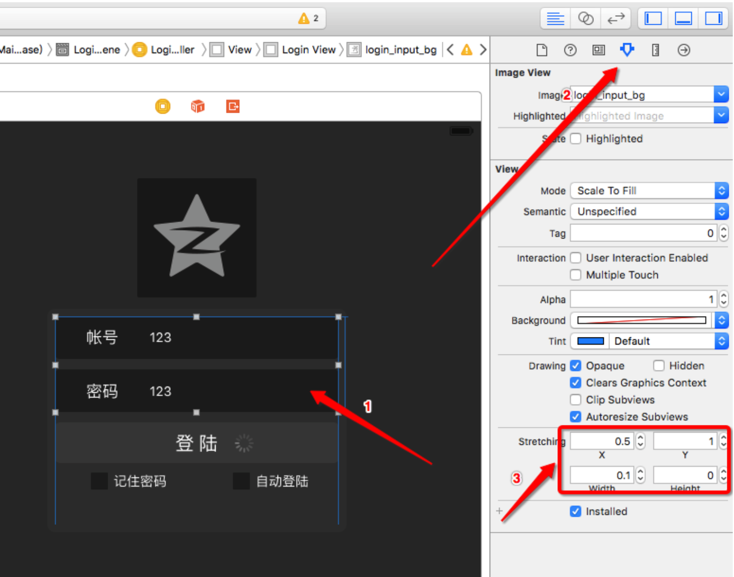 2
Mai...ase)
Logi...ene
Logi...ller
View
Login View
login_input_bg
Image View
Image login_input_bg
2
Highlighted Highlighted Image
State Highlighted
View
Mode Scale To Fill
Semantic Unspecified
Tag 0
Interaction User Interaction Enabled
Multiple Touch
Alpha 1
Background
Tint Default
Drawing Opaque Hidden
Clears Graphics Context
Clip Subviews
Autoresize Subviews
Stretching 0.5 1
X Y
3
0.1 0
Width Height
Installed
帐号 123
密码 123
1
登陆
记住密码 自动登陆